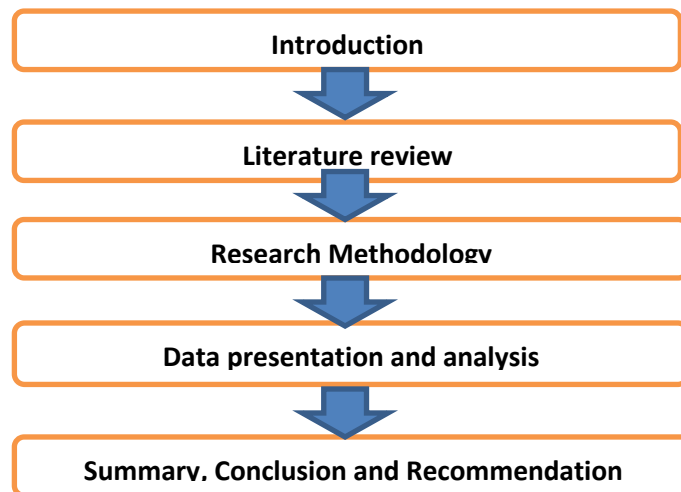 Introduction
Literature review
Research Methodology
Data presentation and analysis
Summary, Conclusion and Recommendation